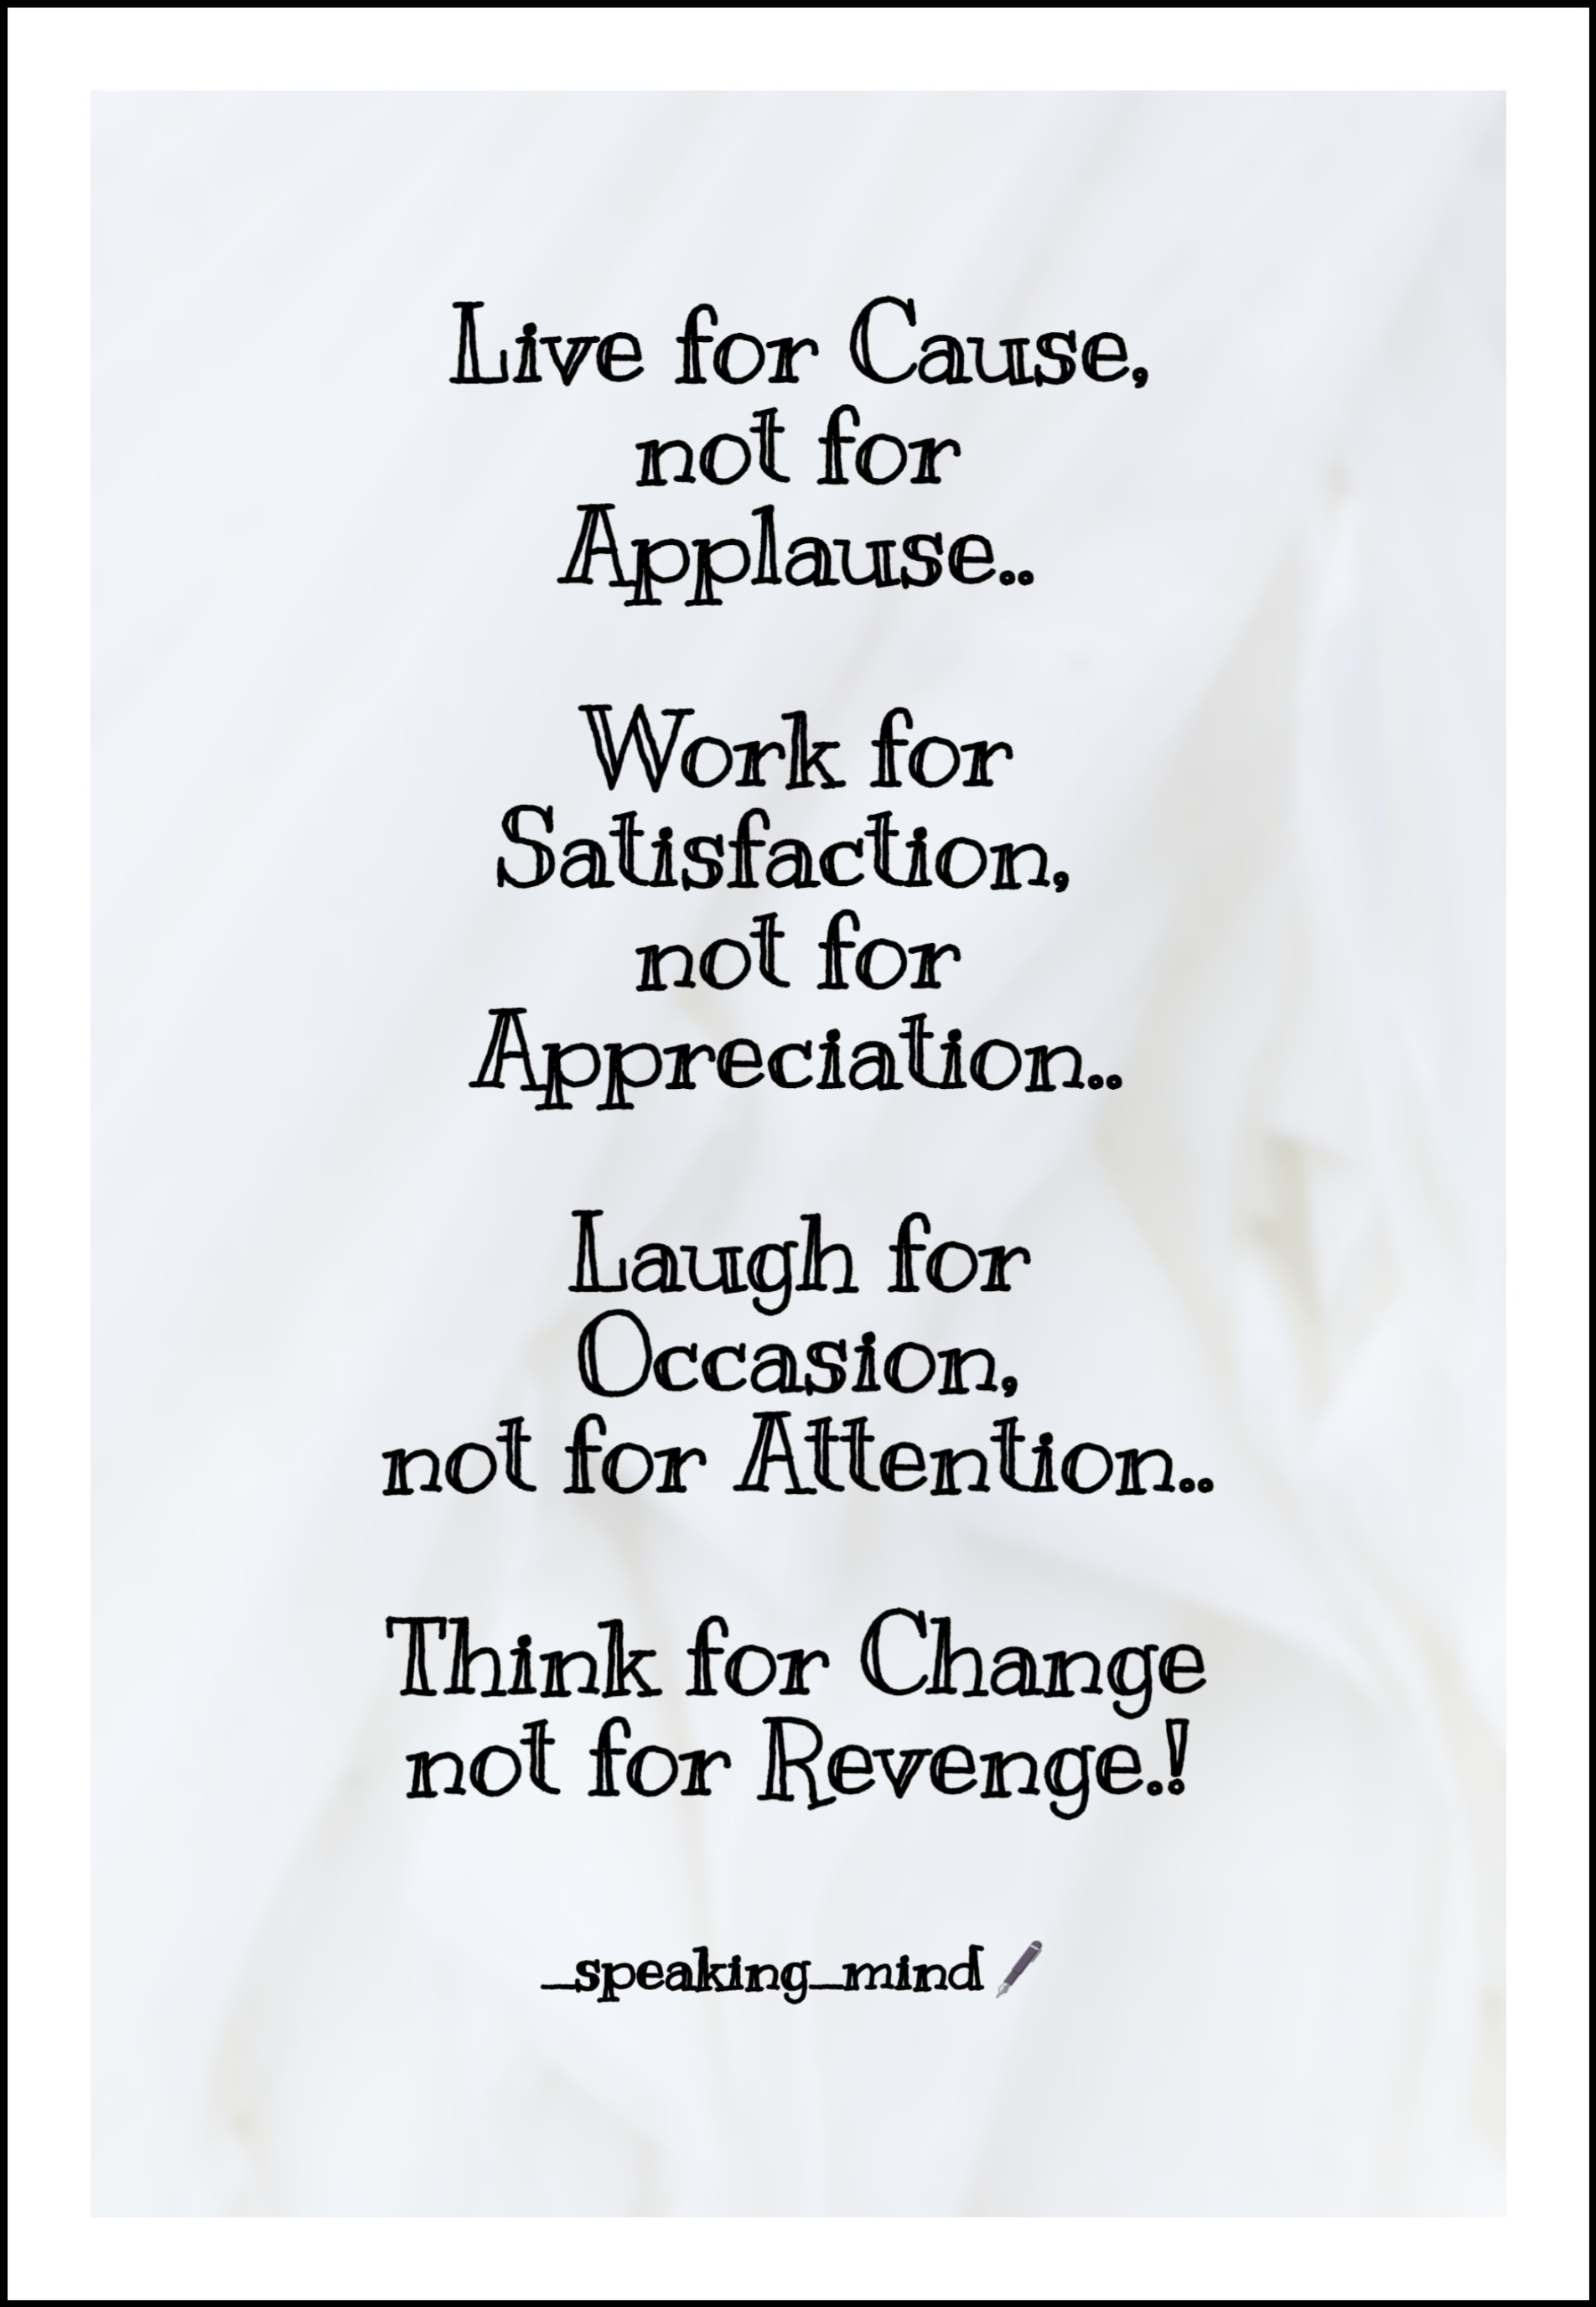 Live for Cause,
not for
Applause..
Work for
Satisfaction,
not for
Appreciation..
Laugh for
Occasion,
not for Attention..
Think for Change
not for Revenge.!
_speaking_mind🖋️